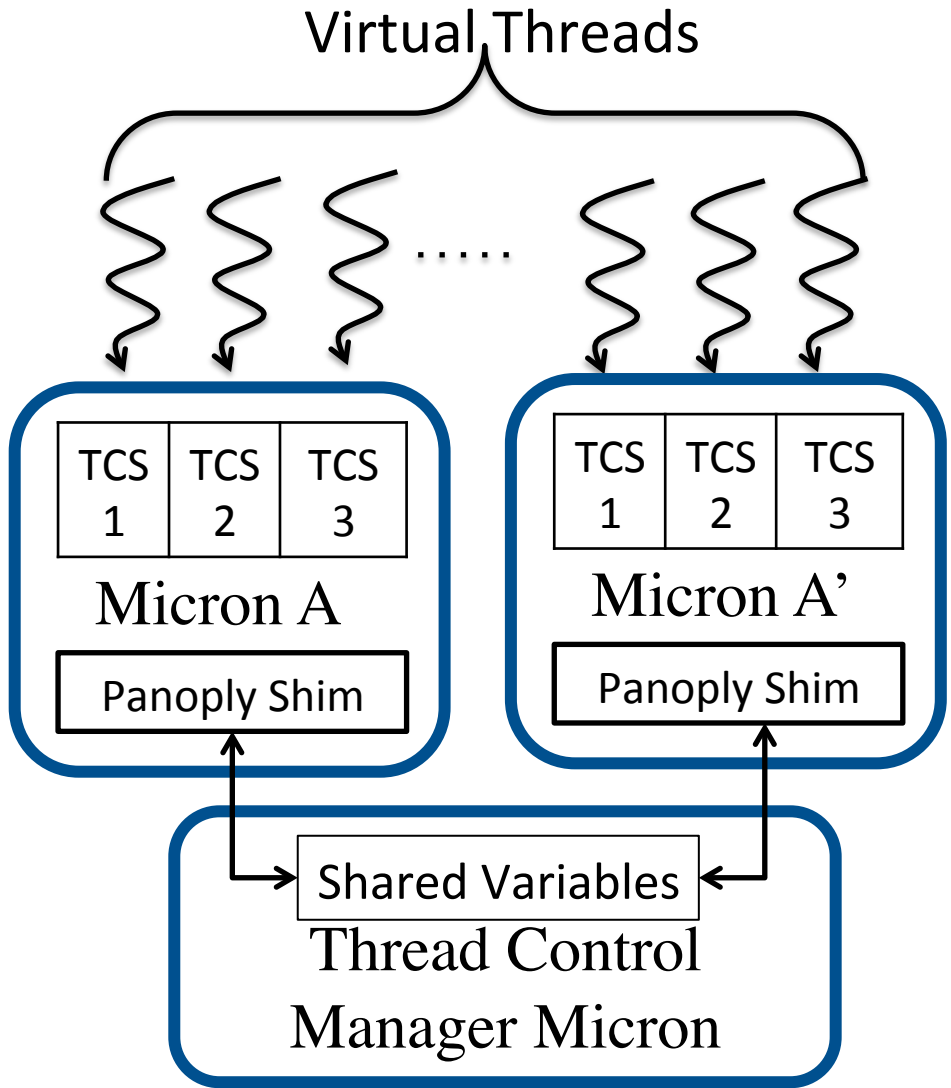 Virtual Threads
.....
TCS 1
TCS 2
TCS 3
Micron A
Panoply Shim
TCS 1
TCS 2
TCS 3
Micron A’
Panoply Shim
Shared Variables
Thread Control
Manager Micron